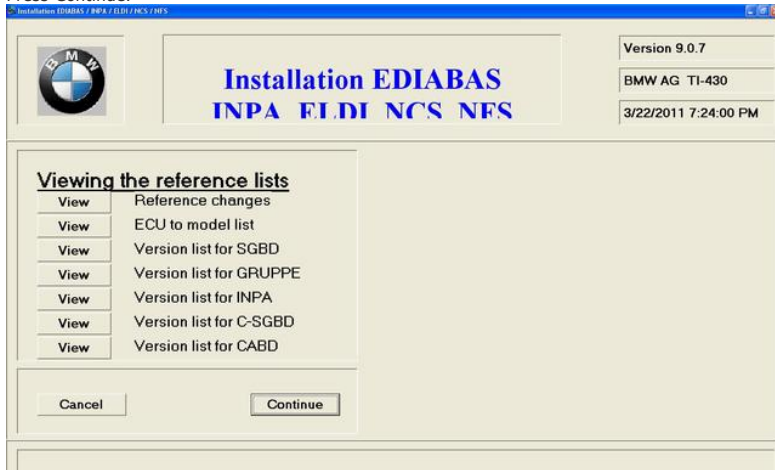 Press Continue.
Installation EDIABAS / INPA / ELDI / NCS / NFS
BMW
Installation EDIABAS
INPA ELDI NCS NFS
Version 9.0.7
BMW AG TI-430
3/22/2011 7:24:00 PM
Viewing the reference lists
View Reference changes
View ECU to model list
View Version list for SGBD
View Version list for GRUPPE
View Version list for INPA
View Version list for C-SGBD
View Version list for CABD
Cancel Continue